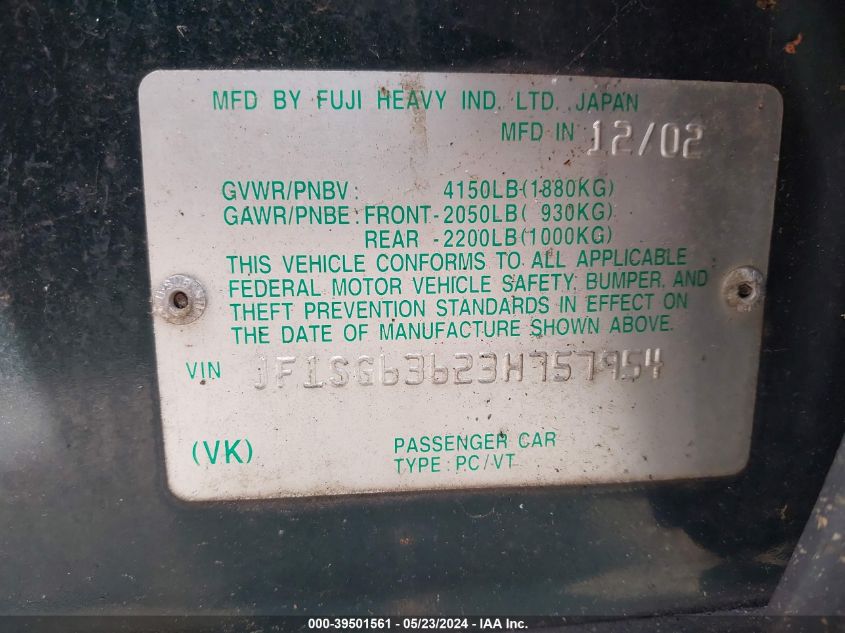 MFD BY FUJI HEAVY IND. LTD. JAPAN
MFD IN 12/02
GVWR/PNBV: 4150LB(1880KG)
GAWR/PNBE: FRONT-2050LB( 930KG)
REAR -2200LB(1000KG)
THIS VEHICLE CONFORMS TO ALL APPLICABLE
FEDERAL MOTOR VEHICLE SAFETY, BUMPER, AND
THEFT PREVENTION STANDARDS IN EFFECT ON
THE DATE OF MANUFACTURE SHOWN ABOVE.
VIN JF1SG63623H757954
(VK) PASSENGER CAR
TYPE: PC/VT
000-39501561 - 05/23/2024 - IAA Inc.